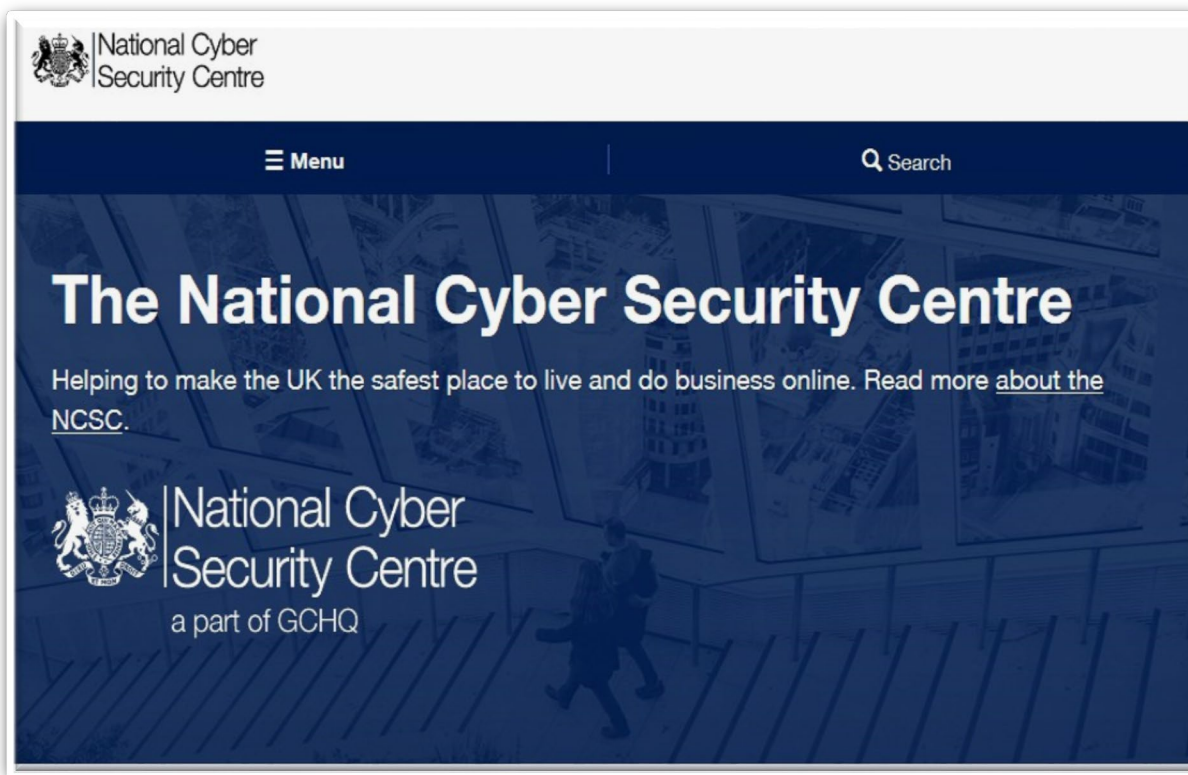 National Cyber
Security Centre
Menu
Search
The National Cyber Security Centre
Helping to make the UK the safest place to live and do business online. Read more about the
NCSC.
National Cyber
Security Centre
a part of GCHQ